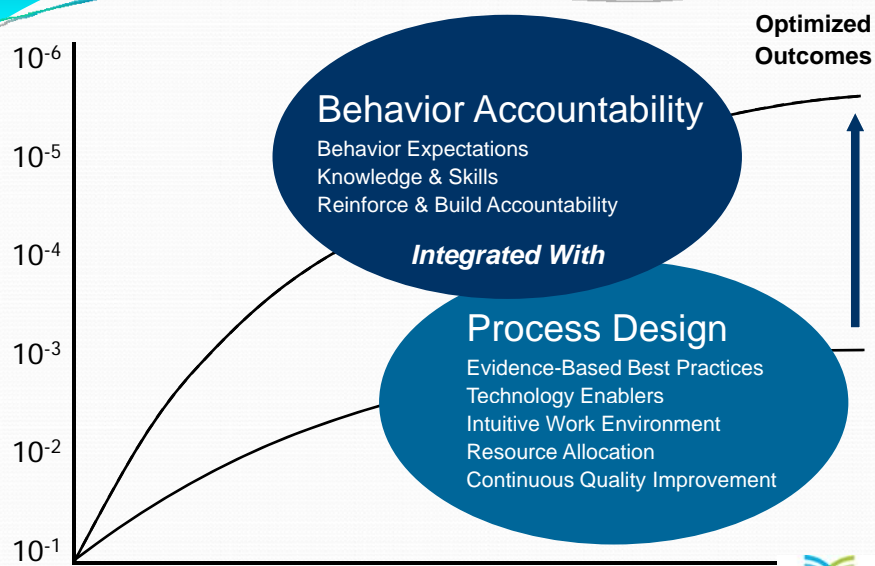 Optimized
Outcomes
10-6
10-5
10-4
10-3
10-2
10-1
Behavior Accountability
Behavior Expectations
Knowledge & Skills
Reinforce & Build Accountability
Integrated With
Process Design
Evidence-Based Best Practices
Technology Enablers
Intuitive Work Environment
Resource Allocation
Continuous Quality Improvement